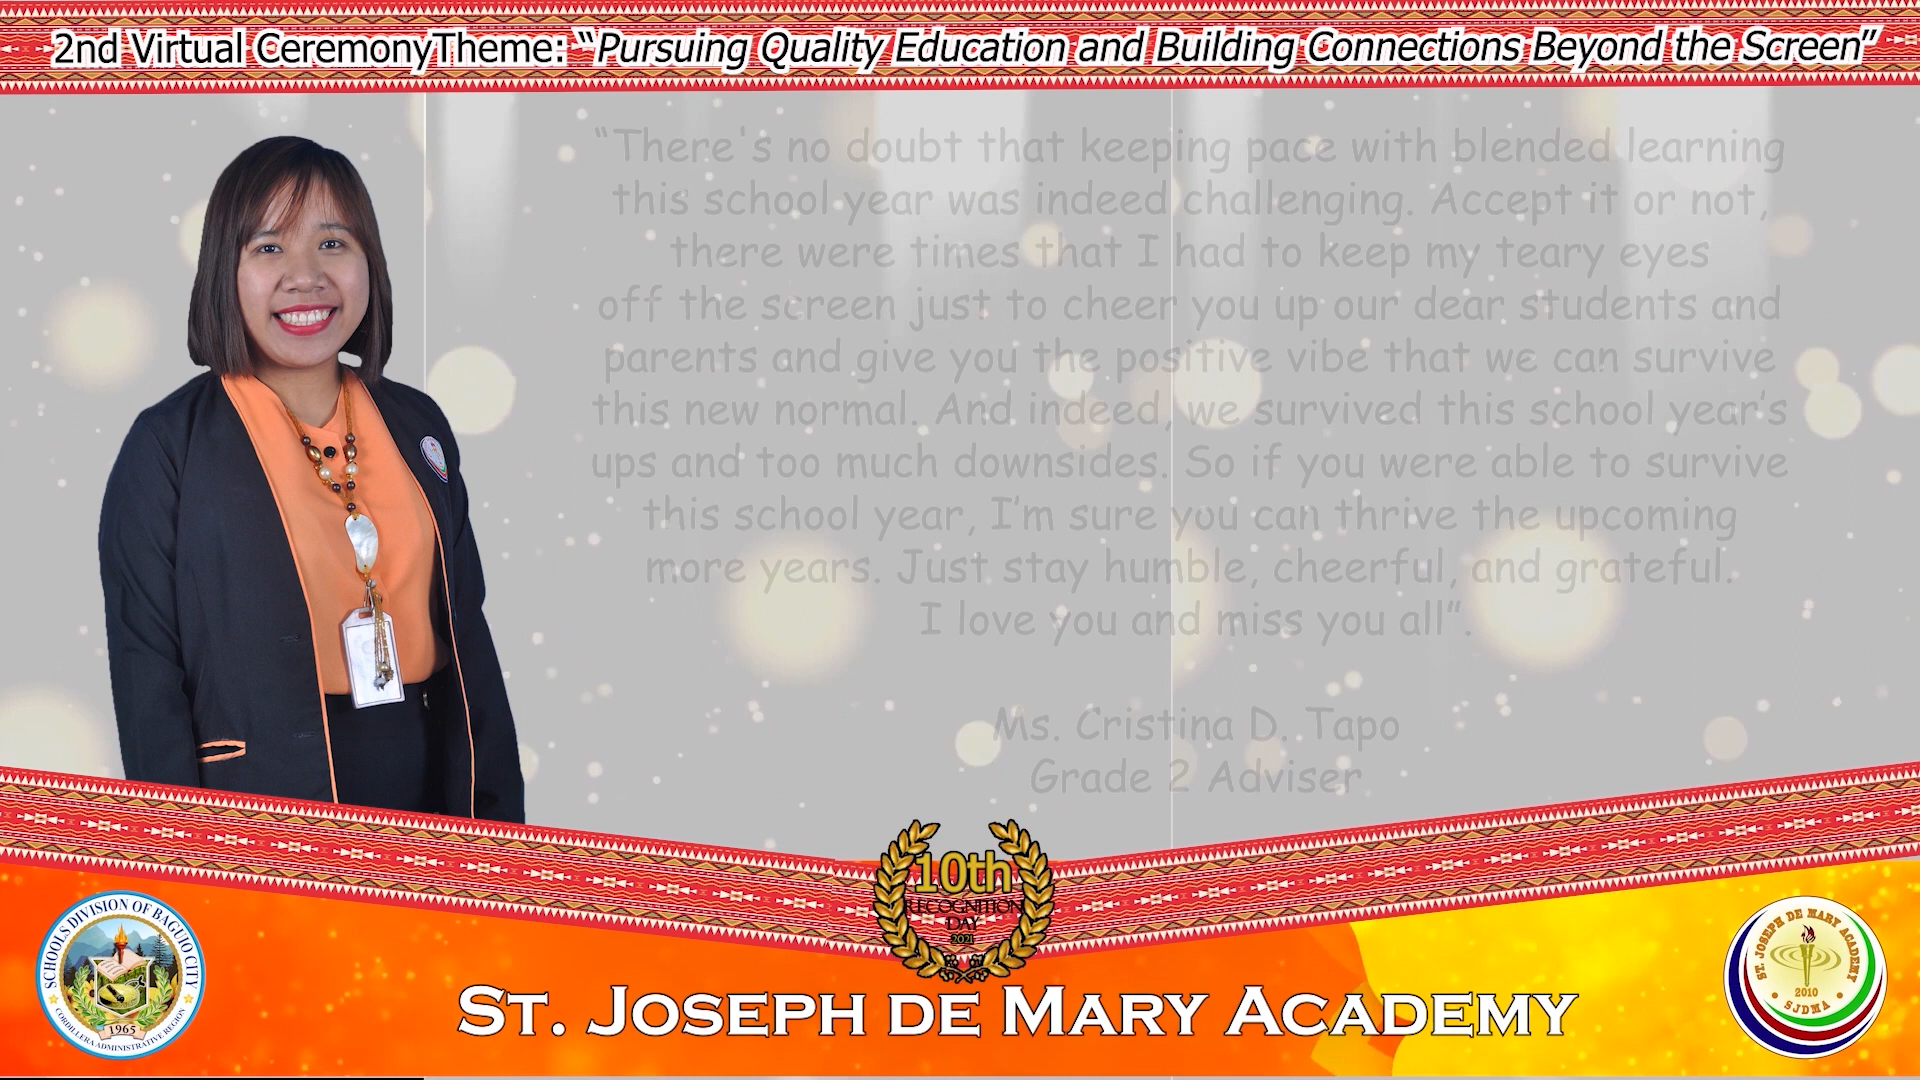 2nd Virtual CeremonyTheme: “Pursuing Quality Education and Building Connections Beyond the Screen”
“There's no doubt that keeping pace with blended learning
this school year was indeed challenging. Accept it or not,
there were times that I had to keep my teary eyes
off the screen just to cheer you up our dear students and
parents and give you the positive vibe that we can survive
this new normal. And indeed, we survived this school year’s
ups and too much downsides. So if you were able to survive
this school year, I’m sure you can thrive the upcoming
more years. Just stay humble, cheerful, and grateful.
I love you and miss you all”.
Ms. Cristina D. Tapo
Grade 2 Adviser
10th
RECOGNITION
DAY
2021
SCHOOLS DIVISION OF BAGUIO CITY
1965
CORDILLERA ADMINISTRATIVE REGION
ST. JOSEPH DE MARY ACADEMY
ST. JOSEPH DE MARY ACADEMY
2010
SJDMA